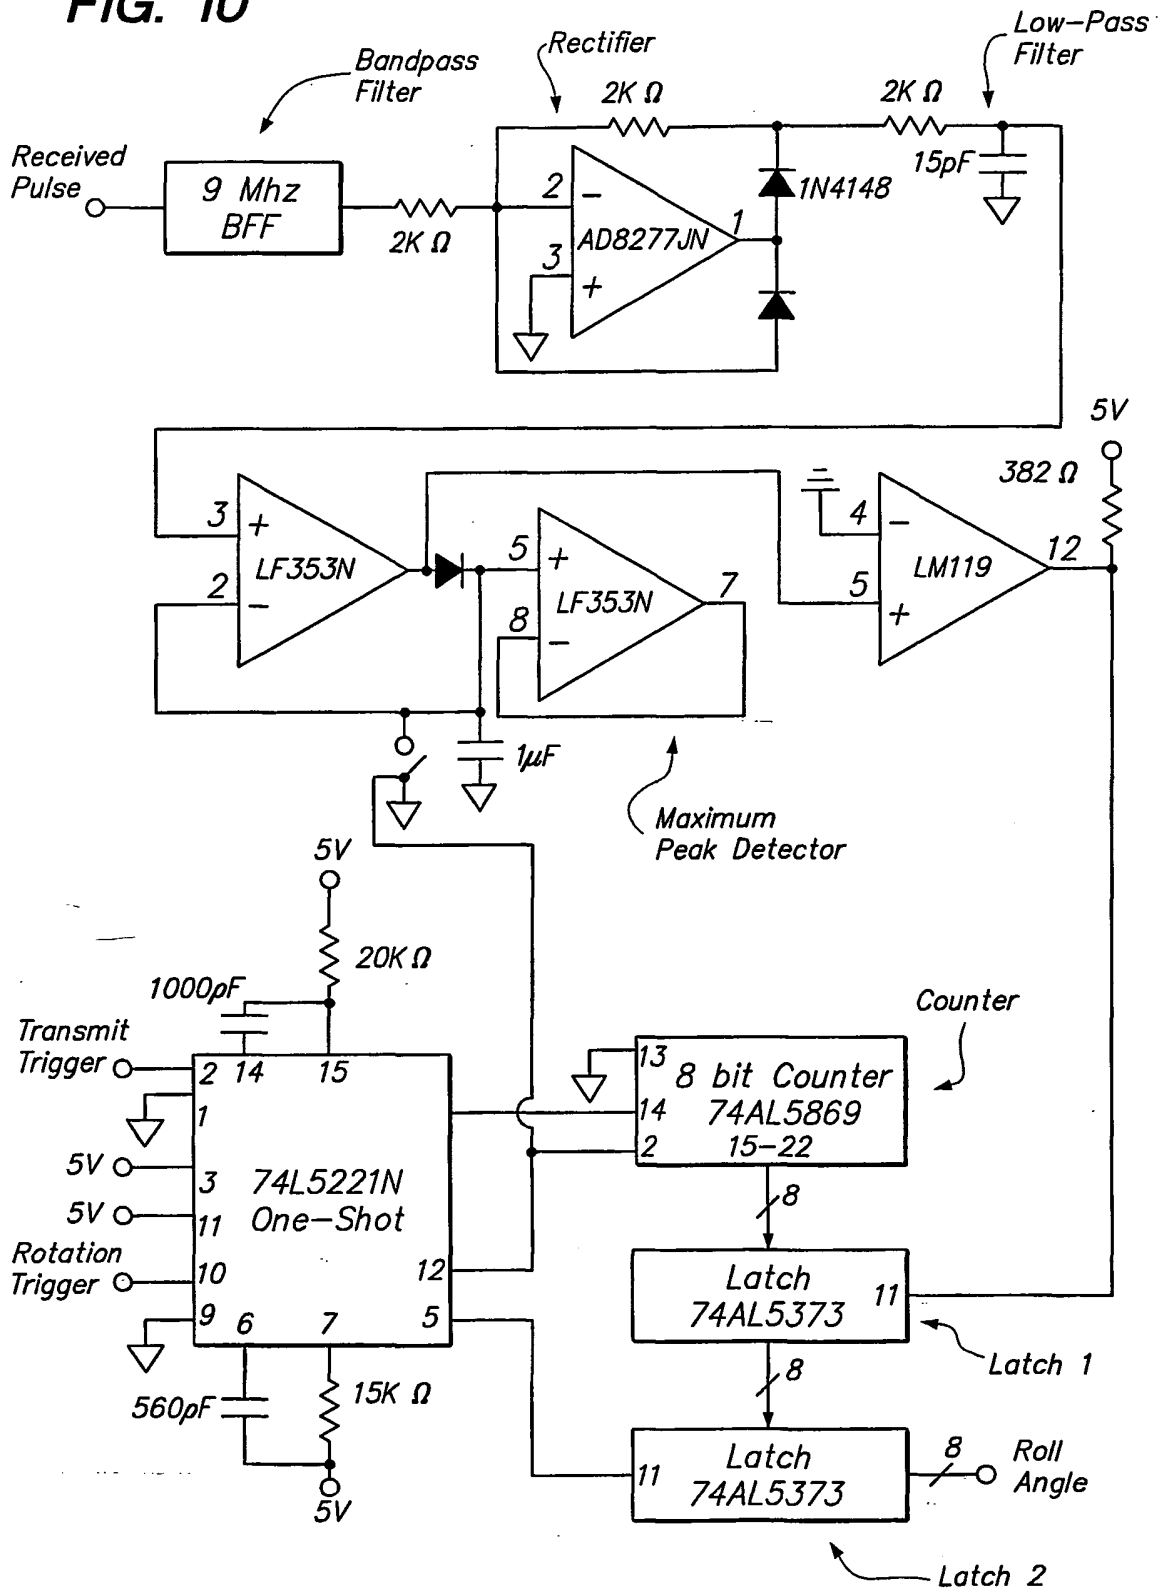 FIG. 10
Bandpass
Filter
Rectifier
Low-Pass
Filter
2K Ω
2K Ω
Received
Pulse
9 Mhz
BFF
2K Ω
2
−
AD8277JN
1
3
+
1N4148
15pF
5V
382 Ω
3
+
LF353N
2
−
5
+
LF353N
7
8
−
4
−
LM119
12
5
+
1µF
Maximum
Peak Detector
5V
20K Ω
1000pF
Transmit
Trigger
2
14
15
1
5V
3
5V
11
Rotation
Trigger
10
9
6
7
74L5221N
One-Shot
12
5
560pF
15K Ω
5V
Counter
13
8 bit Counter
14
74AL5869
2
15-22
8
Latch
74AL5373
11
Latch 1
8
11
Latch
74AL5373
8
Roll
Angle
Latch 2